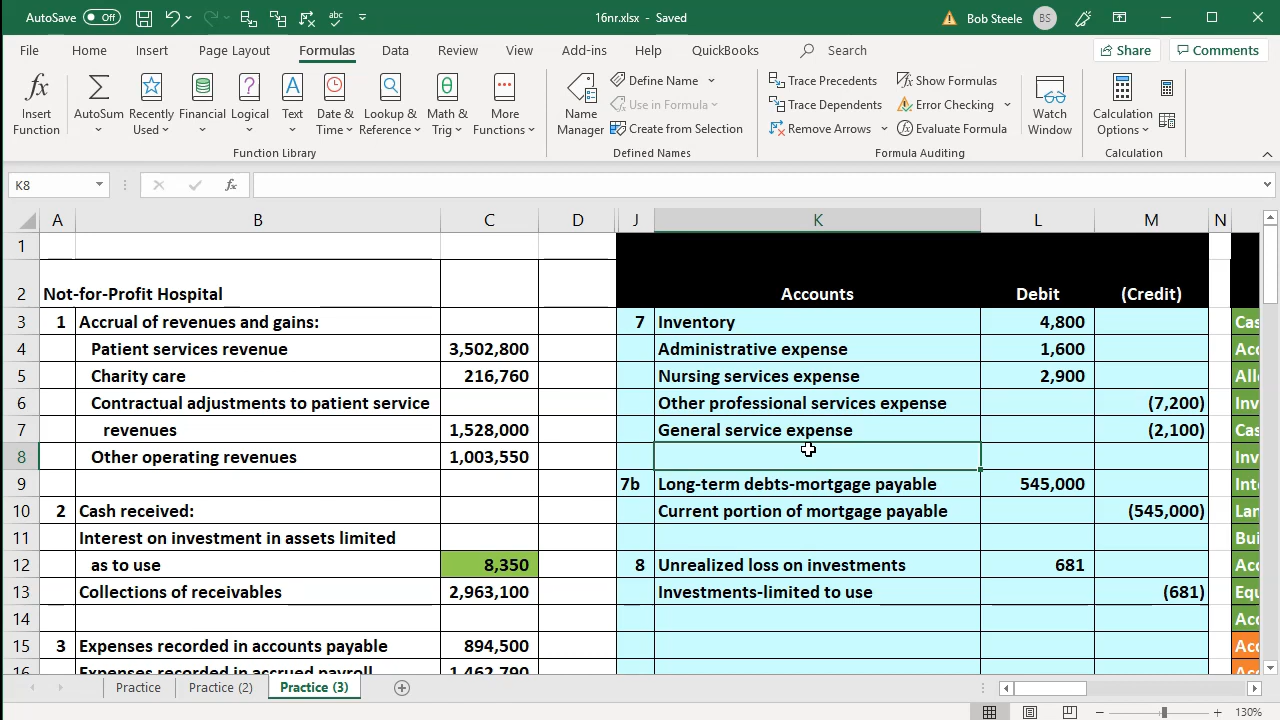 AutoSave Off abc 16nr.xlsx - Saved Bob Steele BS
File Home Insert Page Layout Formulas Data Review View Add-ins Help QuickBooks Search Share Comments
fx Insert Function
AutoSum
Recently Used
Financial
Logical
Text
Date & Time
Lookup & Reference
Math & Trig
More Functions
Function Library
Name Manager
Define Name
Use in Formula
Create from Selection
Defined Names
Trace Precedents
Trace Dependents
Remove Arrows
Show Formulas
Error Checking
Evaluate Formula
Formula Auditing
Watch Window
Calculation Options
Calculation
K8 fx
A B C D J K L M N
1
2 Not-for-Profit Hospital Accounts Debit (Credit)
3 1 Accrual of revenues and gains: 7 Inventory 4,800 Cas
4 Patient services revenue 3,502,800 Administrative expense 1,600 Acc
5 Charity care 216,760 Nursing services expense 2,900 All
6 Contractual adjustments to patient service Other professional services expense (7,200) Inv
7 revenues 1,528,000 General service expense (2,100) Cas
8 Other operating revenues 1,003,550 Inv
9 7b Long-term debts-mortgage payable 545,000 Inte
10 2 Cash received: Current portion of mortgage payable (545,000) Lan
11 Interest on investment in assets limited Bui
12 as to use 8,350 8 Unrealized loss on investments 681 Acc
13 Collections of receivables 2,963,100 Investments-limited to use (681) Equ
14 Acc
15 3 Expenses recorded in accounts payable 894,500 Acc
16 Expenses recorded in accrued payroll 1,462,790
Practice Practice (2) Practice (3)
130%